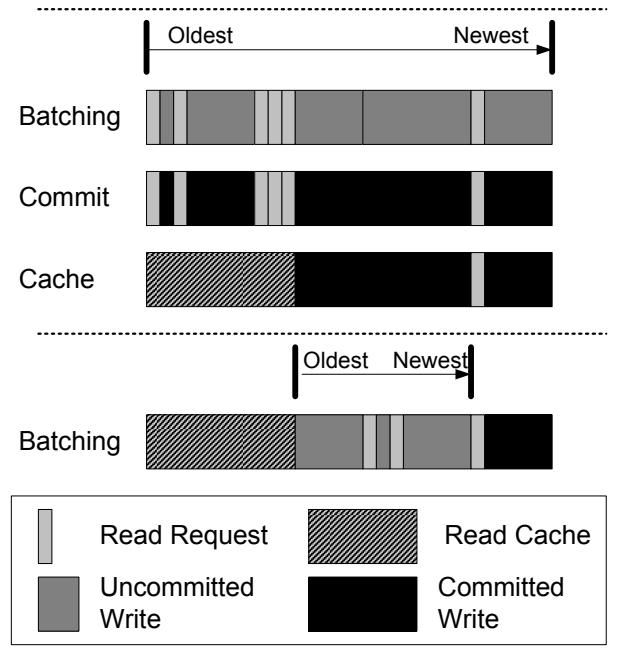 Oldest Newest
Batching
Commit
Cache
Oldest Newest
Batching
Read Request Read Cache
Uncommitted Write Committed Write